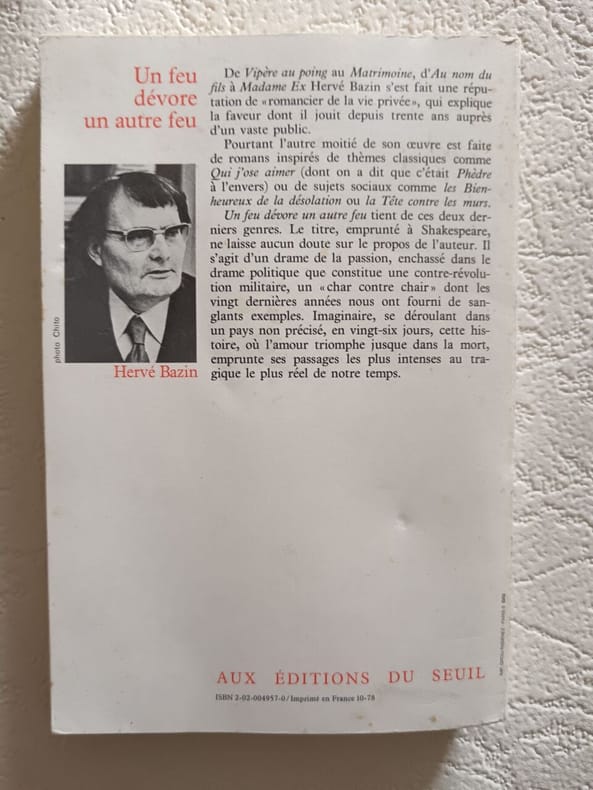 Un feu
dévore
un autre feu
photo Chito
Hervé Bazin
De Vipère au poing au Matrimoine, d'Au nom du
fils à Madame Ex Hervé Bazin s'est fait une répu-
tation de «romancier de la vie privée», qui explique
la faveur dont il jouit depuis trente ans auprès
d'un vaste public.
Pourtant l'autre moitié de son œuvre est faite
de romans inspirés de thèmes classiques comme
Qui j'ose aimer (dont on a dit que c'était Phèdre
à l'envers) ou de sujets sociaux comme les Bien-
heureux de la désolation ou la Tête contre les murs.
Un feu dévore un autre feu tient de ces deux der-
niers genres. Le titre, emprunté à Shakespeare,
ne laisse aucun doute sur le propos de l'auteur. Il
s'agit d'un drame de la passion, enchassé dans le
drame politique que constitue une contre-révolu-
tion militaire, un «char contre chair» dont les
vingt dernières années nous ont fourni de san-
glants exemples. Imaginaire, se déroulant dans
un pays non précisé, en vingt-six jours, cette his-
toire, où l'amour triomphe jusque dans la mort,
emprunte ses passages les plus intenses au tra-
gique le plus réel de notre temps.
AUX ÉDITIONS DU SEUIL
ISBN 2-02-004957-0/Imprimé en France 10-78